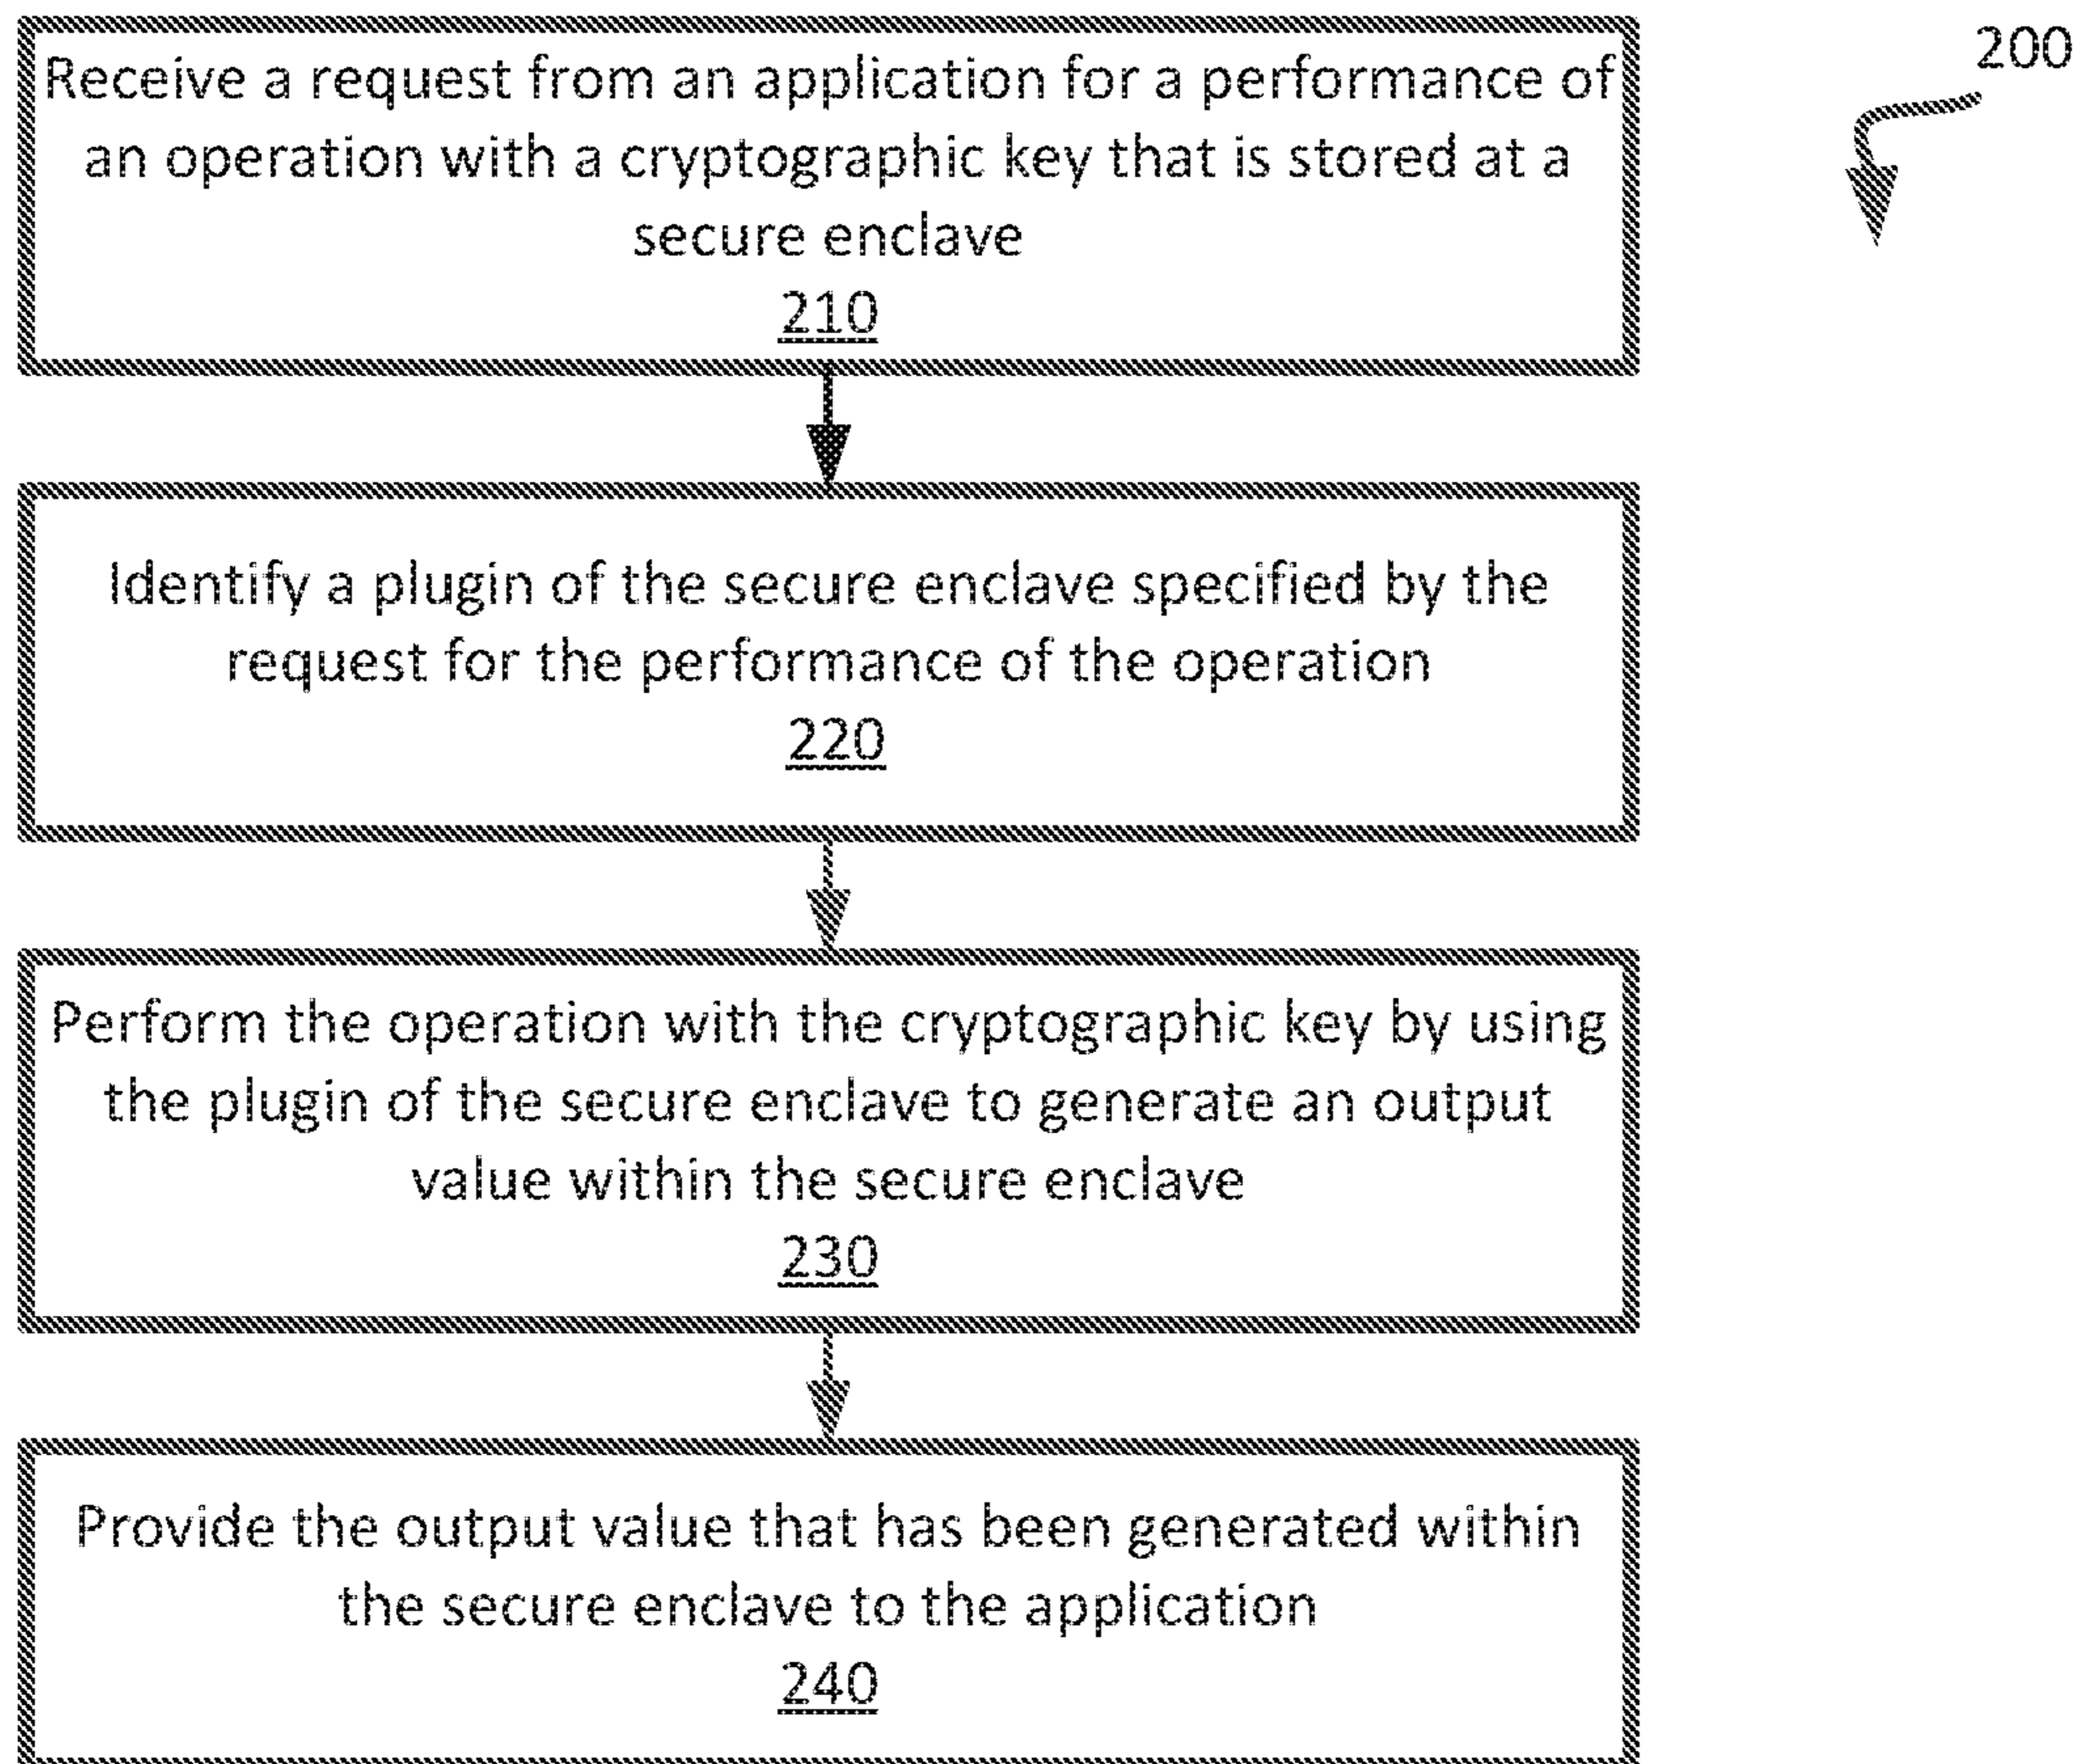 200
Receive a request from an application for a performance of
an operation with a cryptographic key that is stored at a
secure enclave
210
Identify a plugin of the secure enclave specified by the
request for the performance of the operation
220
Perform the operation with the cryptographic key by using
the plugin of the secure enclave to generate an output
value within the secure enclave
230
Provide the output value that has been generated within
the secure enclave to the application
240